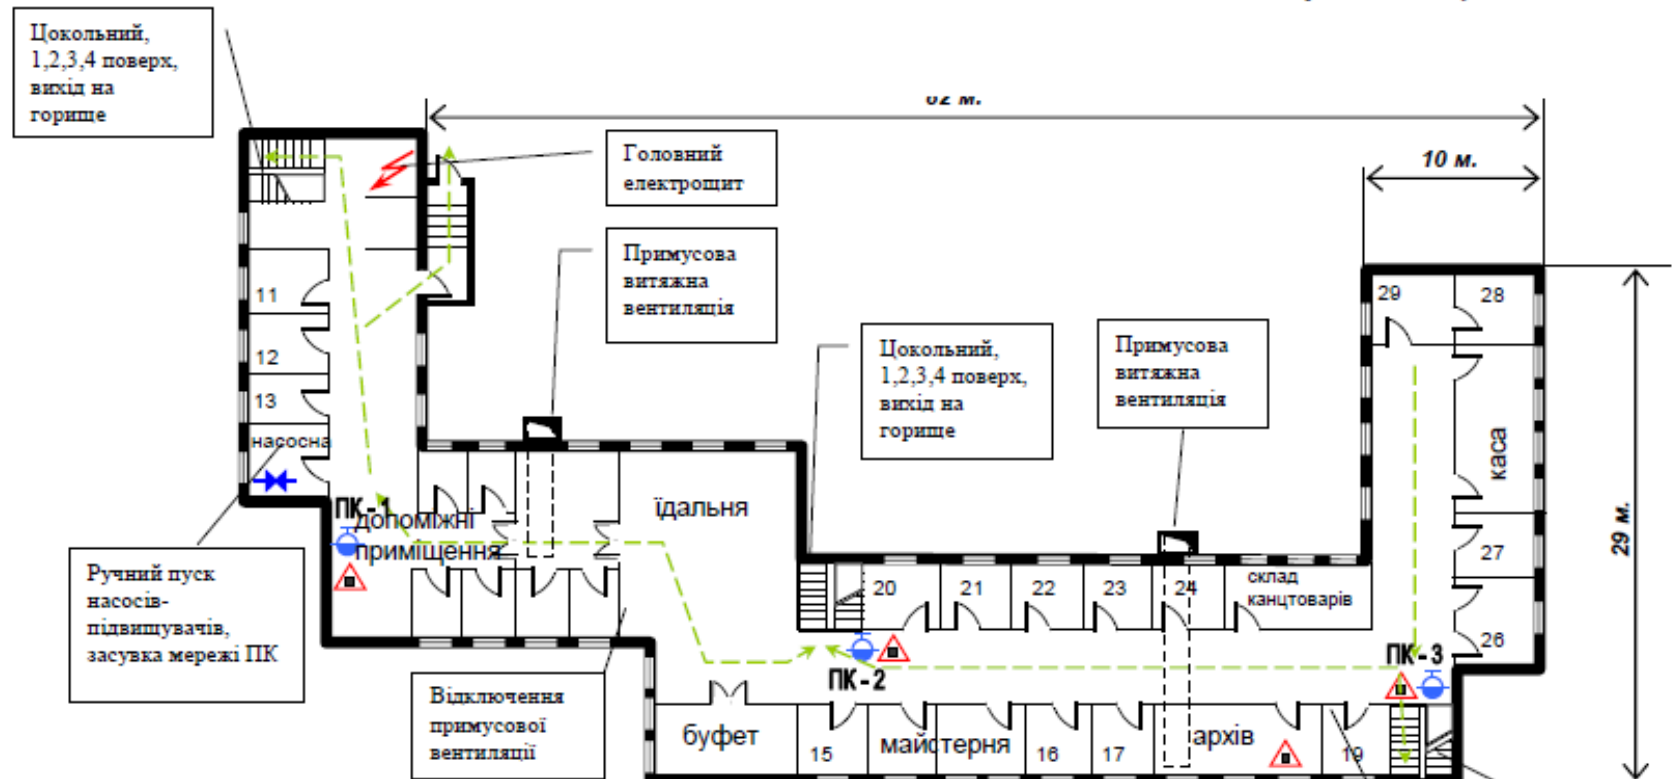 Цокольний,
1,2,3,4 поверх,
вихід на
горище
62 м.
Головний
електрощит
10 м.
Примусова
витяжна
вентиляція
Цокольний,
1,2,3,4 поверх,
вихід на
горище
Примусова
витяжна
вентиляція
29
28
11
12
13
насосна
каса
ПК-1
допоміжні
приміщення
їдальня
29 м.
27
Ручний пуск
насосів-
підвищувачів,
засувка мережі ПК
20
21
22
23
24
склад
канцтоварів
26
ПК-2
ПК-3
Відключення
примусової
вентиляції
буфет
15
майстерня
16
17
архів
19